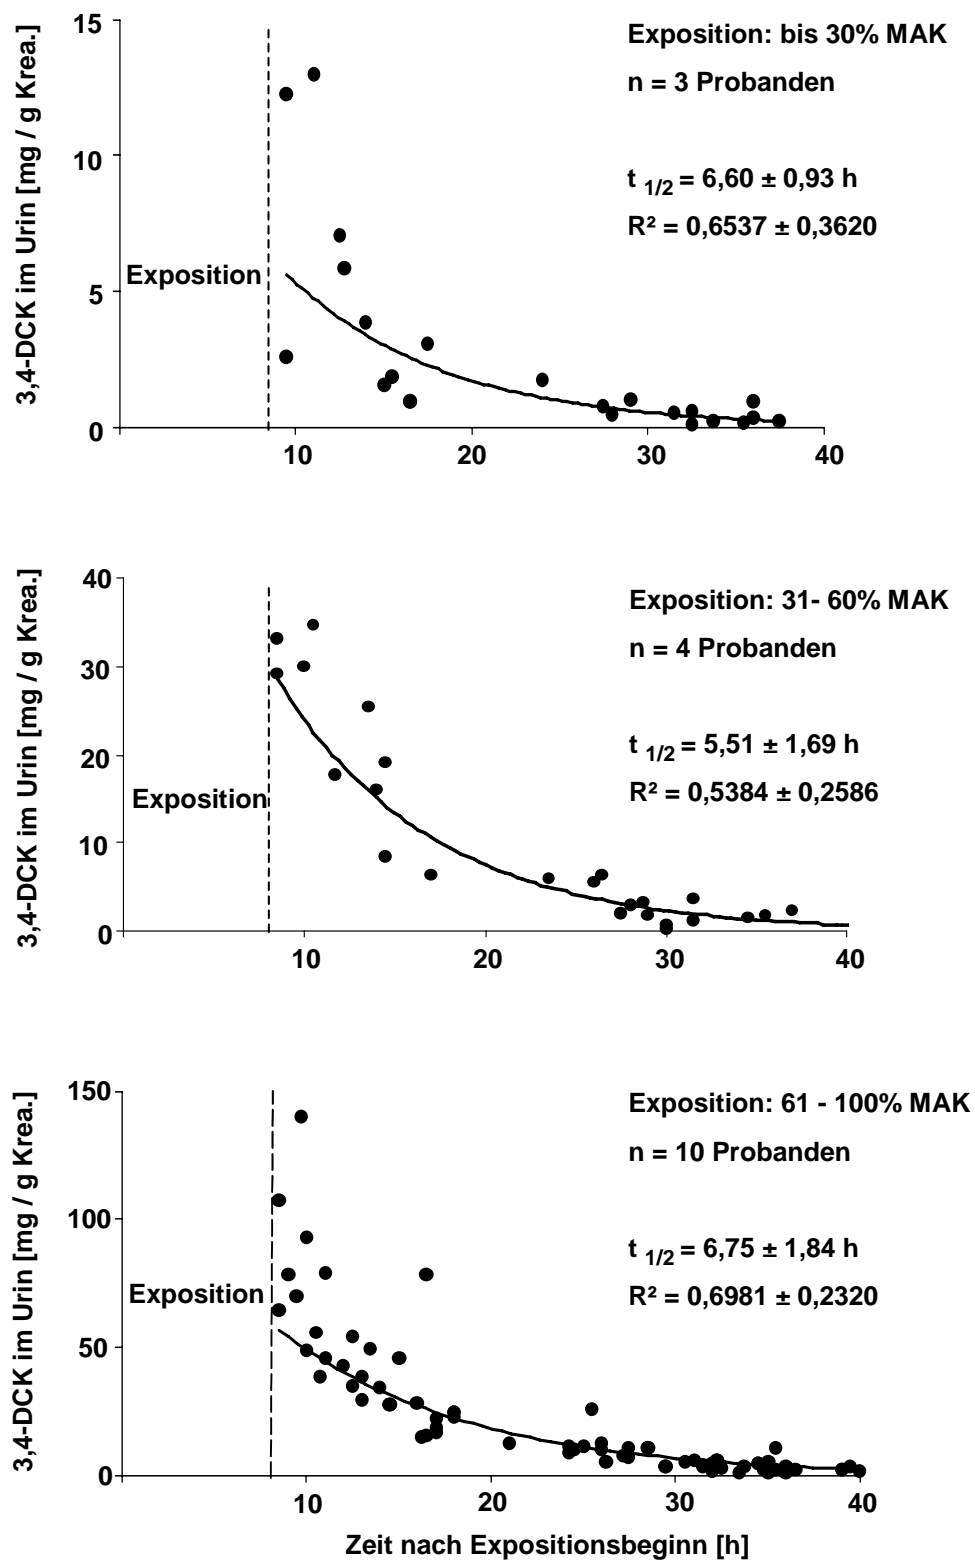 3,4-DCK im Urin [mg / g Krea.]
15
10
5
0
10 20 30 40
Exposition
Exposition: bis 30% MAK
n = 3 Probanden
t 1/2 = 6,60 ± 0,93 h
R² = 0,6537 ± 0,3620
3,4-DCK im Urin [mg / g Krea.]
40
30
20
10
0
10 20 30 40
Exposition
Exposition: 31- 60% MAK
n = 4 Probanden
t 1/2 = 5,51 ± 1,69 h
R² = 0,5384 ± 0,2586
3,4-DCK im Urin [mg / g Krea.]
150
100
50
0
10 20 30 40
Exposition
Exposition: 61 - 100% MAK
n = 10 Probanden
t 1/2 = 6,75 ± 1,84 h
R² = 0,6981 ± 0,2320
Zeit nach Expositionsbeginn [h]